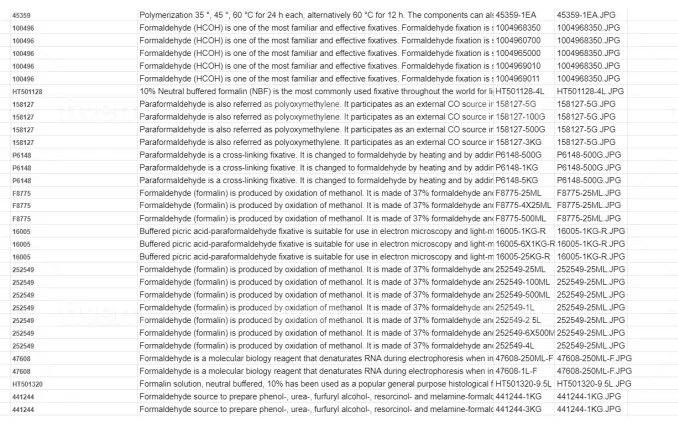 45359 Polymerization 35 °, 45 °, 60 °C for 24 h each, alternatively 60 °C for 12 h. The components can al 45359-1EA 45359-1EA.JPG
100496 Formaldehyde (HCOH) is one of the most familiar and effective fixatives. Formaldehyde fixation is 1004968350 1004968350.JPG
100496 Formaldehyde (HCOH) is one of the most familiar and effective fixatives. Formaldehyde fixation is 1004960700 1004960700.JPG
100496 Formaldehyde (HCOH) is one of the most familiar and effective fixatives. Formaldehyde fixation is 1004965000 1004965000.JPG
100496 Formaldehyde (HCOH) is one of the most familiar and effective fixatives. Formaldehyde fixation is 1004969010 1004969010.JPG
100496 Formaldehyde (HCOH) is one of the most familiar and effective fixatives. Formaldehyde fixation is 1004969011 1004969011.JPG
HT501128 10% Neutral buffered formalin (NBF) is the most commonly used fixative throughout the world for li HT501128-4L HT501128-4L.JPG
158127 Paraformaldehyde is also referred as polyoxymethylene. It participates as an external CO source in 158127-5G 158127-5G.JPG
158127 Paraformaldehyde is also referred as polyoxymethylene. It participates as an external CO source in 158127-100G 158127-5G.JPG
158127 Paraformaldehyde is also referred as polyoxymethylene. It participates as an external CO source in 158127-500G 158127-5G.JPG
158127 Paraformaldehyde is also referred as polyoxymethylene. It participates as an external CO source in 158127-3KG 158127-5G.JPG
P6148 Paraformaldehyde is a cross-linking fixative. It is changed to formaldehyde by heating and by addin P6148-500G P6148-500G.JPG
P6148 Paraformaldehyde is a cross-linking fixative. It is changed to formaldehyde by heating and by addin P6148-1KG P6148-500G.JPG
P6148 Paraformaldehyde is a cross-linking fixative. It is changed to formaldehyde by heating and by addin P6148-5KG P6148-500G.JPG
F8775 Formaldehyde (formalin) is produced by oxidation of methanol. It is made of 37% formaldehyde an F8775-25ML F8775-25ML.JPG
F8775 Formaldehyde (formalin) is produced by oxidation of methanol. It is made of 37% formaldehyde an F8775-4X25ML F8775-25ML.JPG
F8775 Formaldehyde (formalin) is produced by oxidation of methanol. It is made of 37% formaldehyde an F8775-500ML F8775-25ML.JPG
16005 Buffered picric acid-paraformaldehyde fixative is suitable for use in electron microscopy and light-m 16005-1KG-R 16005-1KG-R.JPG
16005 Buffered picric acid-paraformaldehyde fixative is suitable for use in electron microscopy and light-m 16005-6X1KG-R 16005-1KG-R.JPG
16005 Buffered picric acid-paraformaldehyde fixative is suitable for use in electron microscopy and light-m 16005-25KG-R 16005-1KG-R.JPG
252549 Formaldehyde (formalin) is produced by oxidation of methanol. It is made of 37% formaldehyde an 252549-25ML 252549-25ML.JPG
252549 Formaldehyde (formalin) is produced by oxidation of methanol. It is made of 37% formaldehyde an 252549-100ML 252549-25ML.JPG
252549 Formaldehyde (formalin) is produced by oxidation of methanol. It is made of 37% formaldehyde an 252549-500ML 252549-25ML.JPG
252549 Formaldehyde (formalin) is produced by oxidation of methanol. It is made of 37% formaldehyde an 252549-1L 252549-25ML.JPG
252549 Formaldehyde (formalin) is produced by oxidation of methanol. It is made of 37% formaldehyde an 252549-2.5L 252549-25ML.JPG
252549 Formaldehyde (formalin) is produced by oxidation of methanol. It is made of 37% formaldehyde an 252549-6X500M 252549-25ML.JPG
252549 Formaldehyde (formalin) is produced by oxidation of methanol. It is made of 37% formaldehyde an 252549-4L 252549-25ML.JPG
47608 Formaldehyde is a molecular biology reagent that denaturates RNA during electrophoresis when in 47608-250ML-F 47608-250ML-F.JPG
47608 Formaldehyde is a molecular biology reagent that denaturates RNA during electrophoresis when in 47608-1L-F 47608-250ML-F.JPG
HT501320 Formalin solution, neutral buffered, 10% has been used as a popular general purpose histological f HT501320-9.5L HT501320-9.5L.JPG
441244 Formaldehyde source to prepare phenol-, urea-, furfuryl alcohol-, resorcinol- and melamine-formalc 441244-1KG 441244-1KG.JPG
441244 Formaldehyde source to prepare phenol-, urea-, furfuryl alcohol-, resorcinol- and melamine-formalc 441244-3KG 441244-1KG.JPG